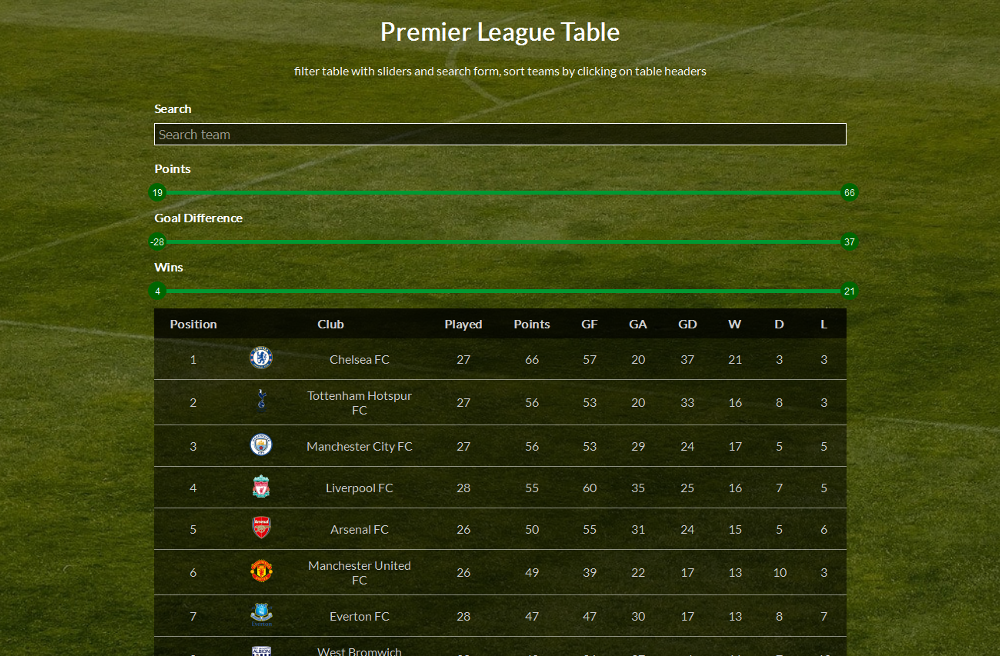 Premier League Table
filter table with sliders and search form, sort teams by clicking on table headers
Search
Search team
Points
19 66
Goal Difference
-28 37
Wins
4 21
Position Club Played Points GF GA GD W D L
1 Chelsea FC 27 66 57 20 37 21 3 3
2 Tottenham Hotspur FC 27 56 53 20 33 16 8 3
3 Manchester City FC 27 56 53 29 24 17 5 5
4 Liverpool FC 28 55 60 35 25 16 7 5
5 Arsenal FC 26 50 55 31 24 15 5 6
6 Manchester United FC 26 49 39 22 17 13 10 3
7 Everton FC 28 47 47 30 17 13 8 7
West Bromwich